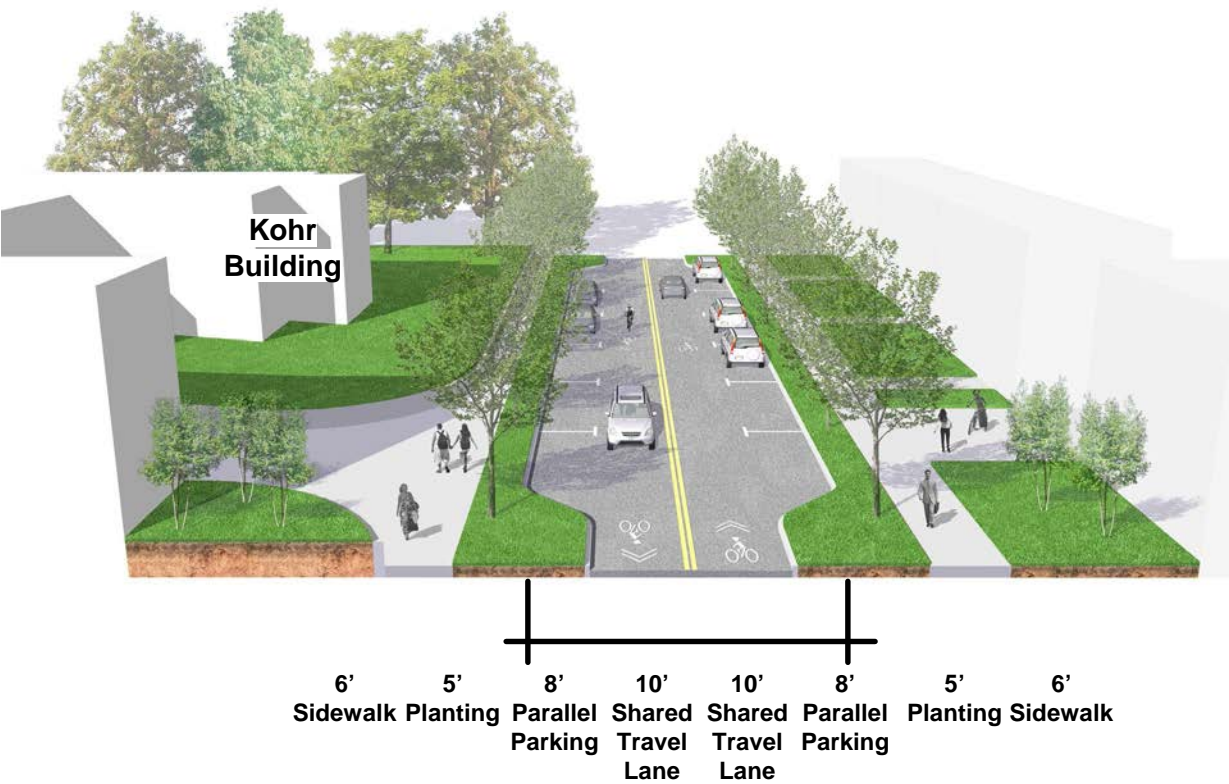 Kohr
Building
6’ 5’ 8’ 10’ 10’ 8’ 5’ 6’
Sidewalk Planting Parallel Shared Shared Parallel Planting Sidewalk
Parking Travel Travel Parking
Lane Lane